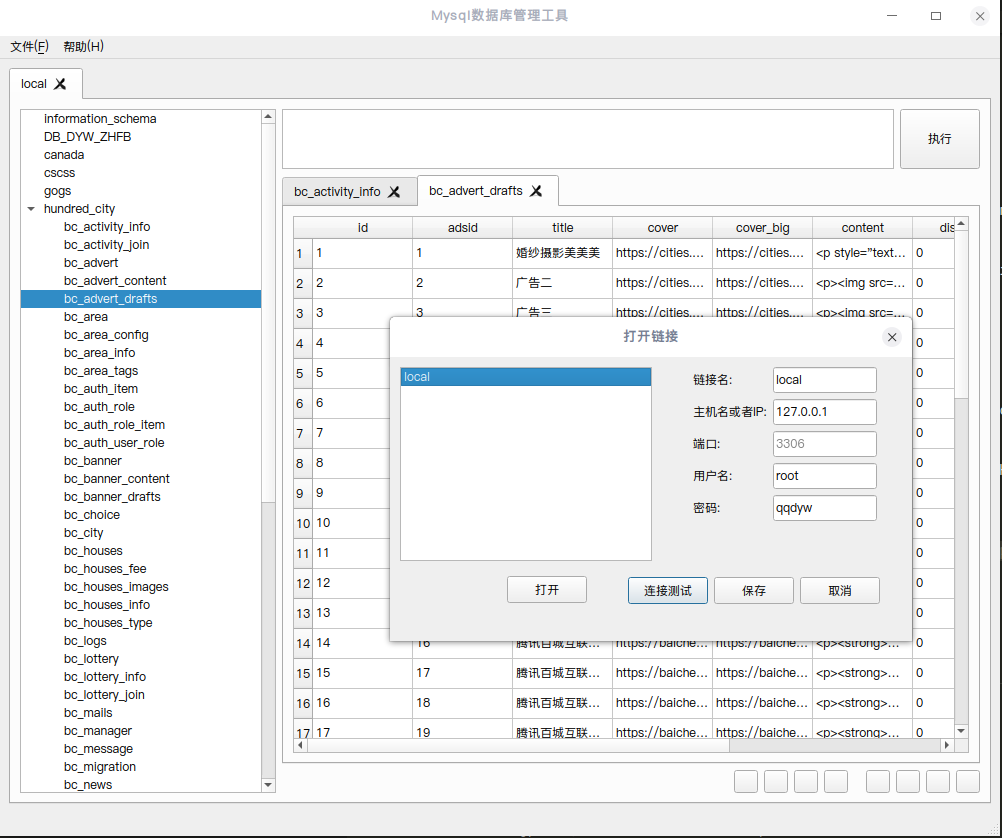 Mysql数据库管理工具
文件(F) 帮助(H)
local
information_schema
DB_DYW_ZHFB
canada
cscss
gogs
hundred_city
bc_activity_info
bc_activity_join
bc_advert
bc_advert_content
bc_advert_drafts
bc_area
bc_area_config
bc_area_info
bc_area_tags
bc_auth_item
bc_auth_role
bc_auth_role_item
bc_auth_user_role
bc_banner
bc_banner_content
bc_banner_drafts
bc_choice
bc_city
bc_houses
bc_houses_fee
bc_houses_images
bc_houses_info
bc_houses_type
bc_logs
bc_lottery
bc_lottery_info
bc_lottery_join
bc_mails
bc_manager
bc_message
bc_migration
bc_news
执行
bc_activity_info bc_advert_drafts
id adsid title cover cover_big content dis
1 1 1 婚纱摄影美美美 https://cities.... https://cities.... <p style="text... 0
2 2 2 广告二 https://cities.... https://cities.... <p><img src=... 0
3 3 3 广告三 https://cities.... https://cities.... <p><img src=... 0
4 4 0
5 5 0
6 6 0
7 7 0
8 8 0
9 9 0
10 10 0
11 11 0
12 12 0
13 13 0
14 14 16 腾讯百城互联... https://baiche... https://baiche... <p><strong>... 0
15 15 17 腾讯百城互联... https://baiche... https://baiche... <p><strong>... 0
16 16 18 腾讯百城互联... https://baiche... https://baiche... <p><strong>... 0
17 17 19 腾讯百城互联... https://baiche... https://baiche... <p><strong>... 0
打开链接
local
链接名: local
主机名或者IP: 127.0.0.1
端口: 3306
用户名: root
密码: qqdyw
打开 连接测试 保存 取消